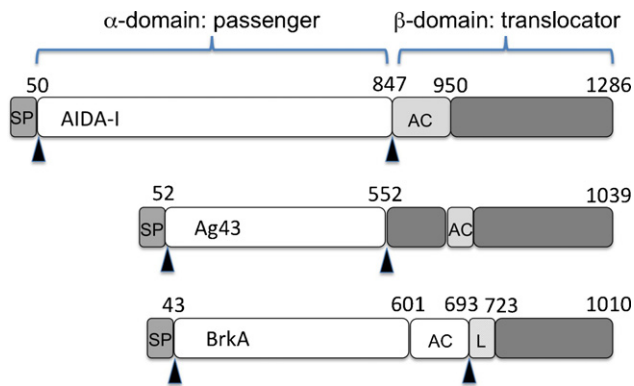 α-domain: passenger β-domain: translocator
50 847 950 1286
SP AIDA-I AC
52 552 1039
SP Ag43 AC
43 601 693 723 1010
SP BrkA AC L